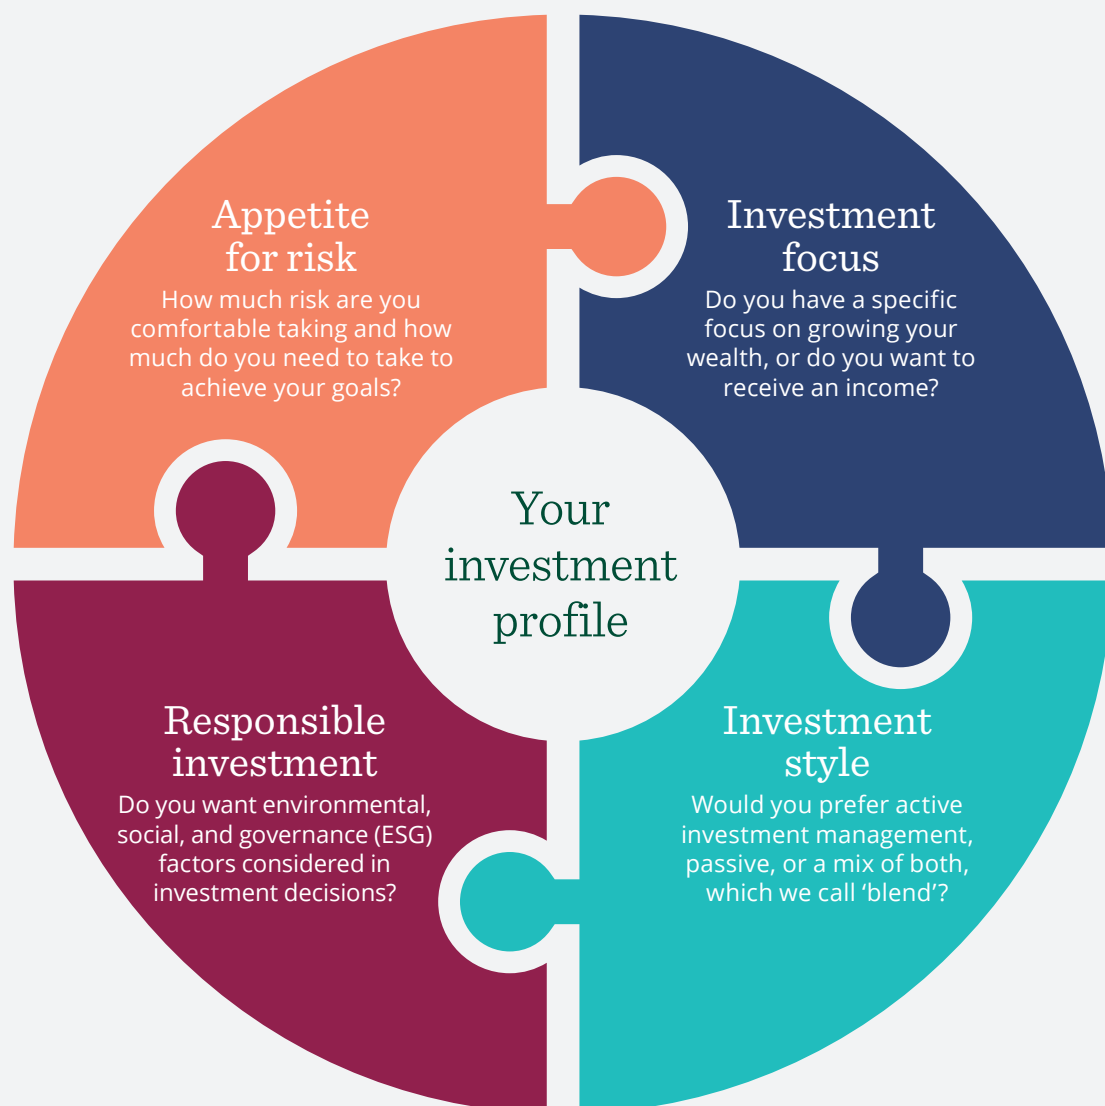 Appetite
for risk
How much risk are you
comfortable taking and how
much do you need to take to
achieve your goals?
Investment
focus
Do you have a specific
focus on growing your
wealth, or do you want to
receive an income?
Your
investment
profile
Responsible
investment
Do you want environmental,
social, and governance (ESG)
factors considered in
investment decisions?
Investment
style
Would you prefer active
investment management,
passive, or a mix of both,
which we call ‘blend’?